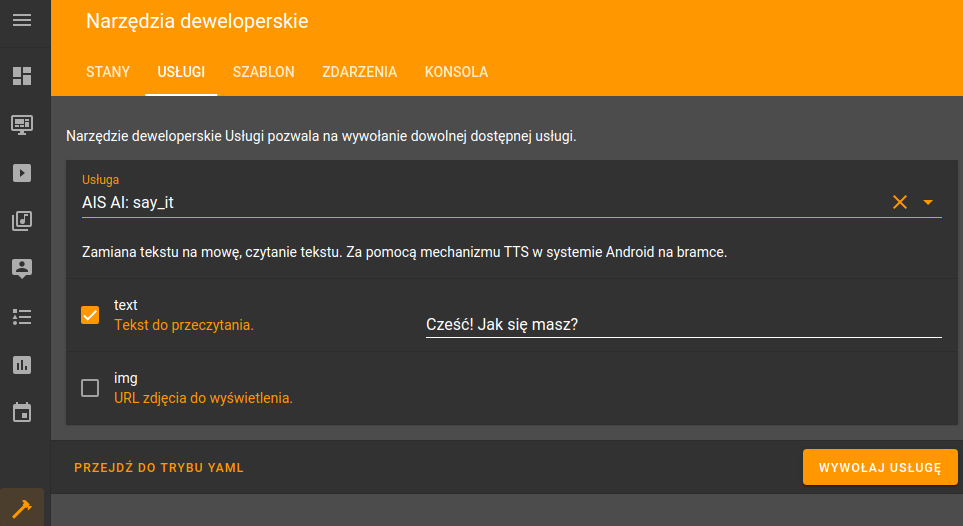 Narzędzia deweloperskie
STANY USŁUGI SZABLON ZDARZENIA KONSOLA
Narzędzie deweloperskie Usługi pozwala na wywołanie dowolnej dostępnej usługi.
Usługa
AIS AI: say_it
Zamiana tekstu na mowę, czytanie tekstu. Za pomocą mechanizmu TTS w systemie Android na bramce.
text
Tekst do przeczytania.
Cześć! Jak się masz?
img
URL zdjęcia do wyświetlenia.
PRZEJDŹ DO TRYBU YAML
WYWOŁAJ USŁUGĘ